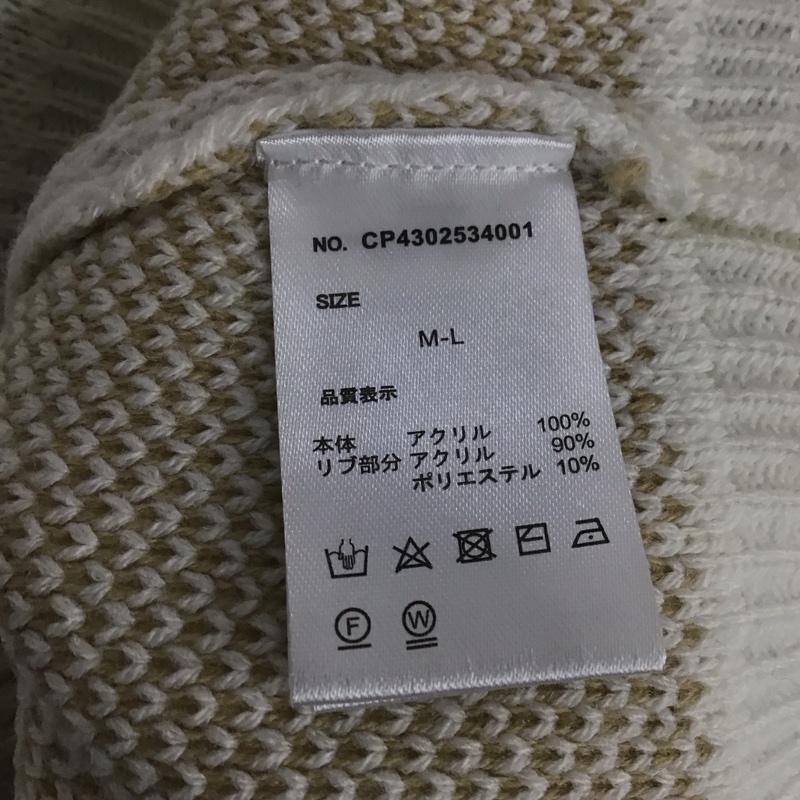 NO. CP4302534001
SIZE
M-L
品質表示
本体 アクリル 100%
リブ部分 アクリル 90%
ポリエステル 10%
F W